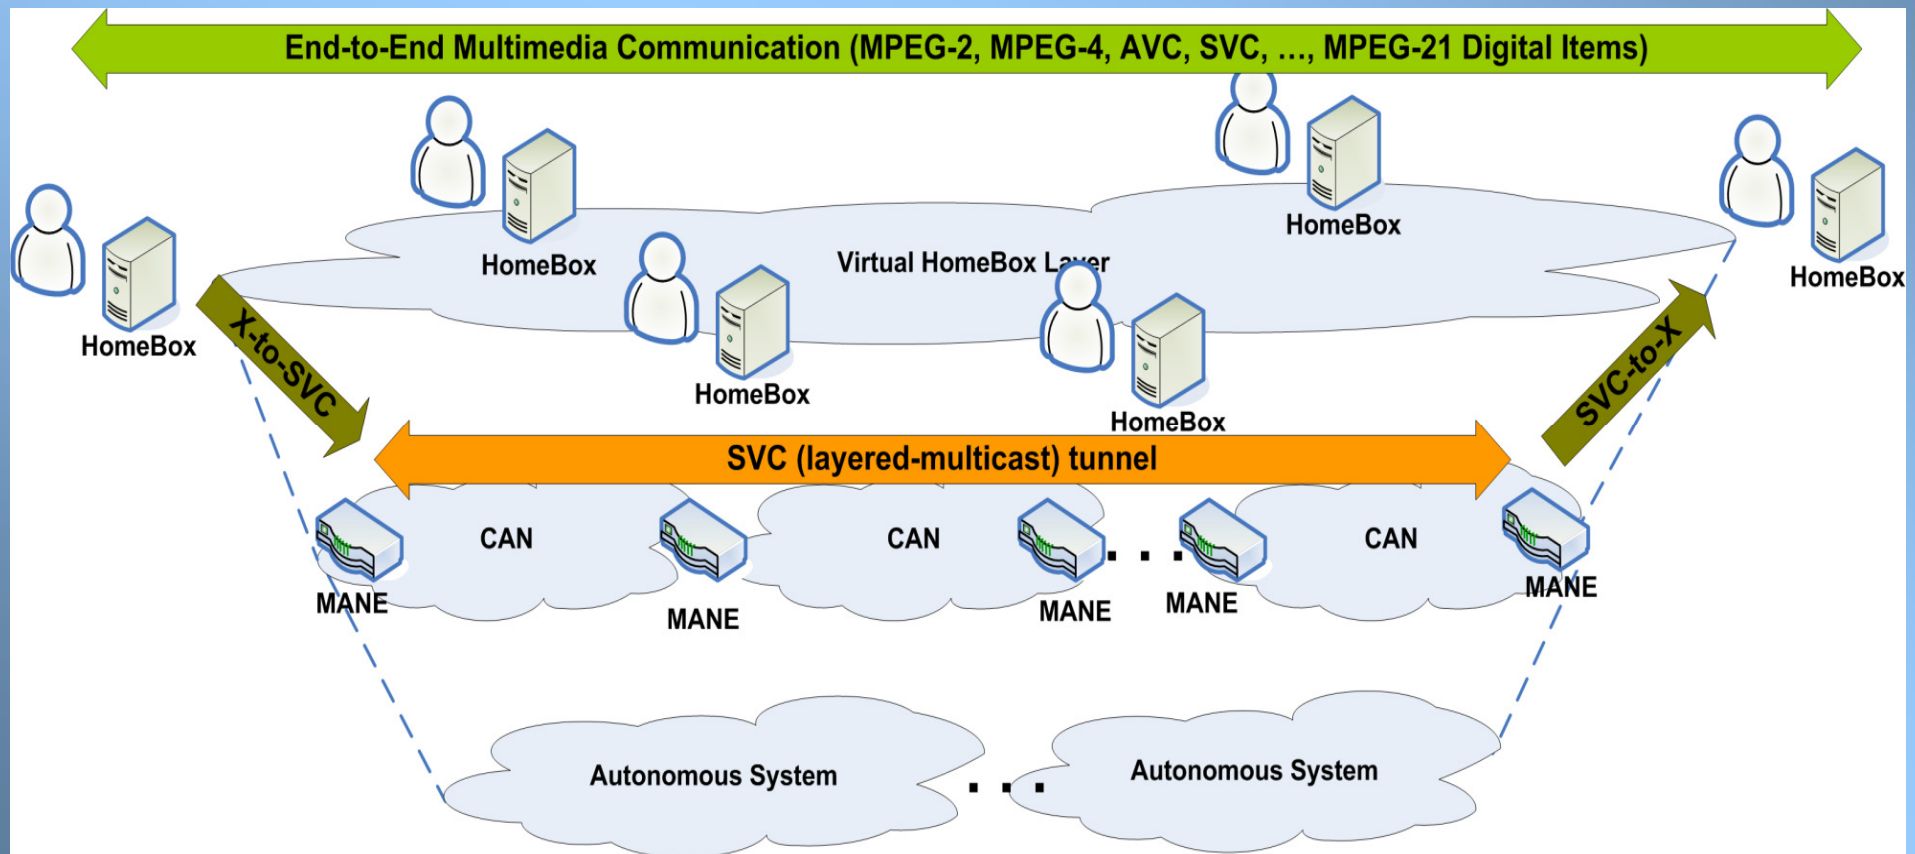 End-to-End Multimedia Communication (MPEG-2, MPEG-4, AVC, SVC, ..., MPEG-21 Digital Items)
HomeBox
HomeBox
Virtual HomeBox Layer
HomeBox
HomeBox
HomeBox
HomeBox
X-to-SVC
SVC-to-X
SVC (layered-multicast) tunnel
CAN
CAN
. . .
CAN
MANE
MANE
MANE
MANE
MANE
Autonomous System
. . .
Autonomous System